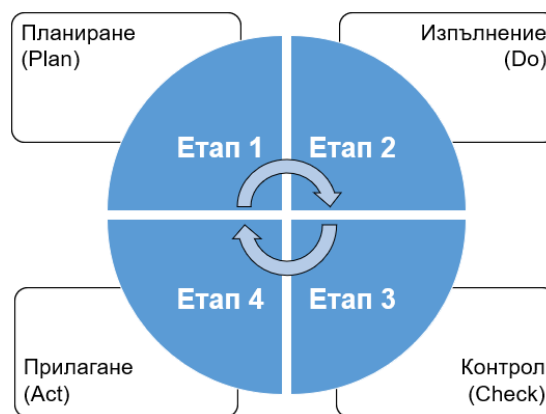 Планиране
(Plan)
Изпълнение
(Do)
Етап 1
Етап 2
Етап 4
Етап 3
Прилагане
(Act)
Контрол
(Check)